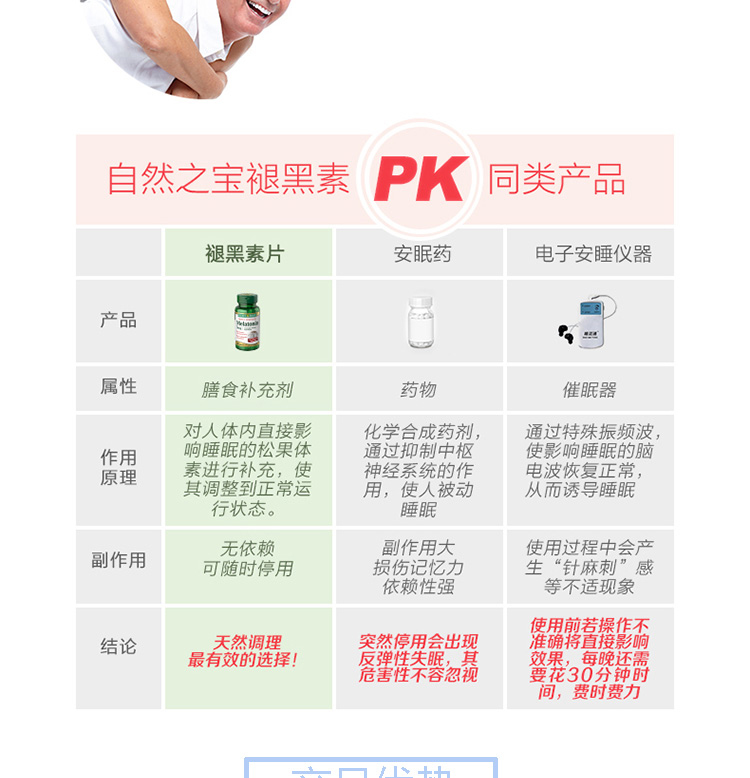 自然之宝褪黑素 PK 同类产品
褪黑素片 安眠药 电子安睡仪器
产品
Melatonin
属性 膳食补充剂 药物 催眠器
作用
原理
对人体内直接影
响睡眠的松果体
素进行补充，使
其调整到正常运
行状态。
化学合成药剂，
通过抑制中枢
神经系统的作
用，使人被动
睡眠
通过特殊振频波，
使影响睡眠的脑
电波恢复正常，
从而诱导睡眠
副作用
无依赖
可随时停用
副作用大
损伤记忆力
依赖性强
使用过程中会产
生“针麻刺”感
等不适现象
结论
天然调理
最有效的选择！
突然停用会出现
反弹性失眠，其
危害性不容忽视
使用前若操作不
准确将直接影响
效果，每晚还需
要花30分钟时
间，费时费力